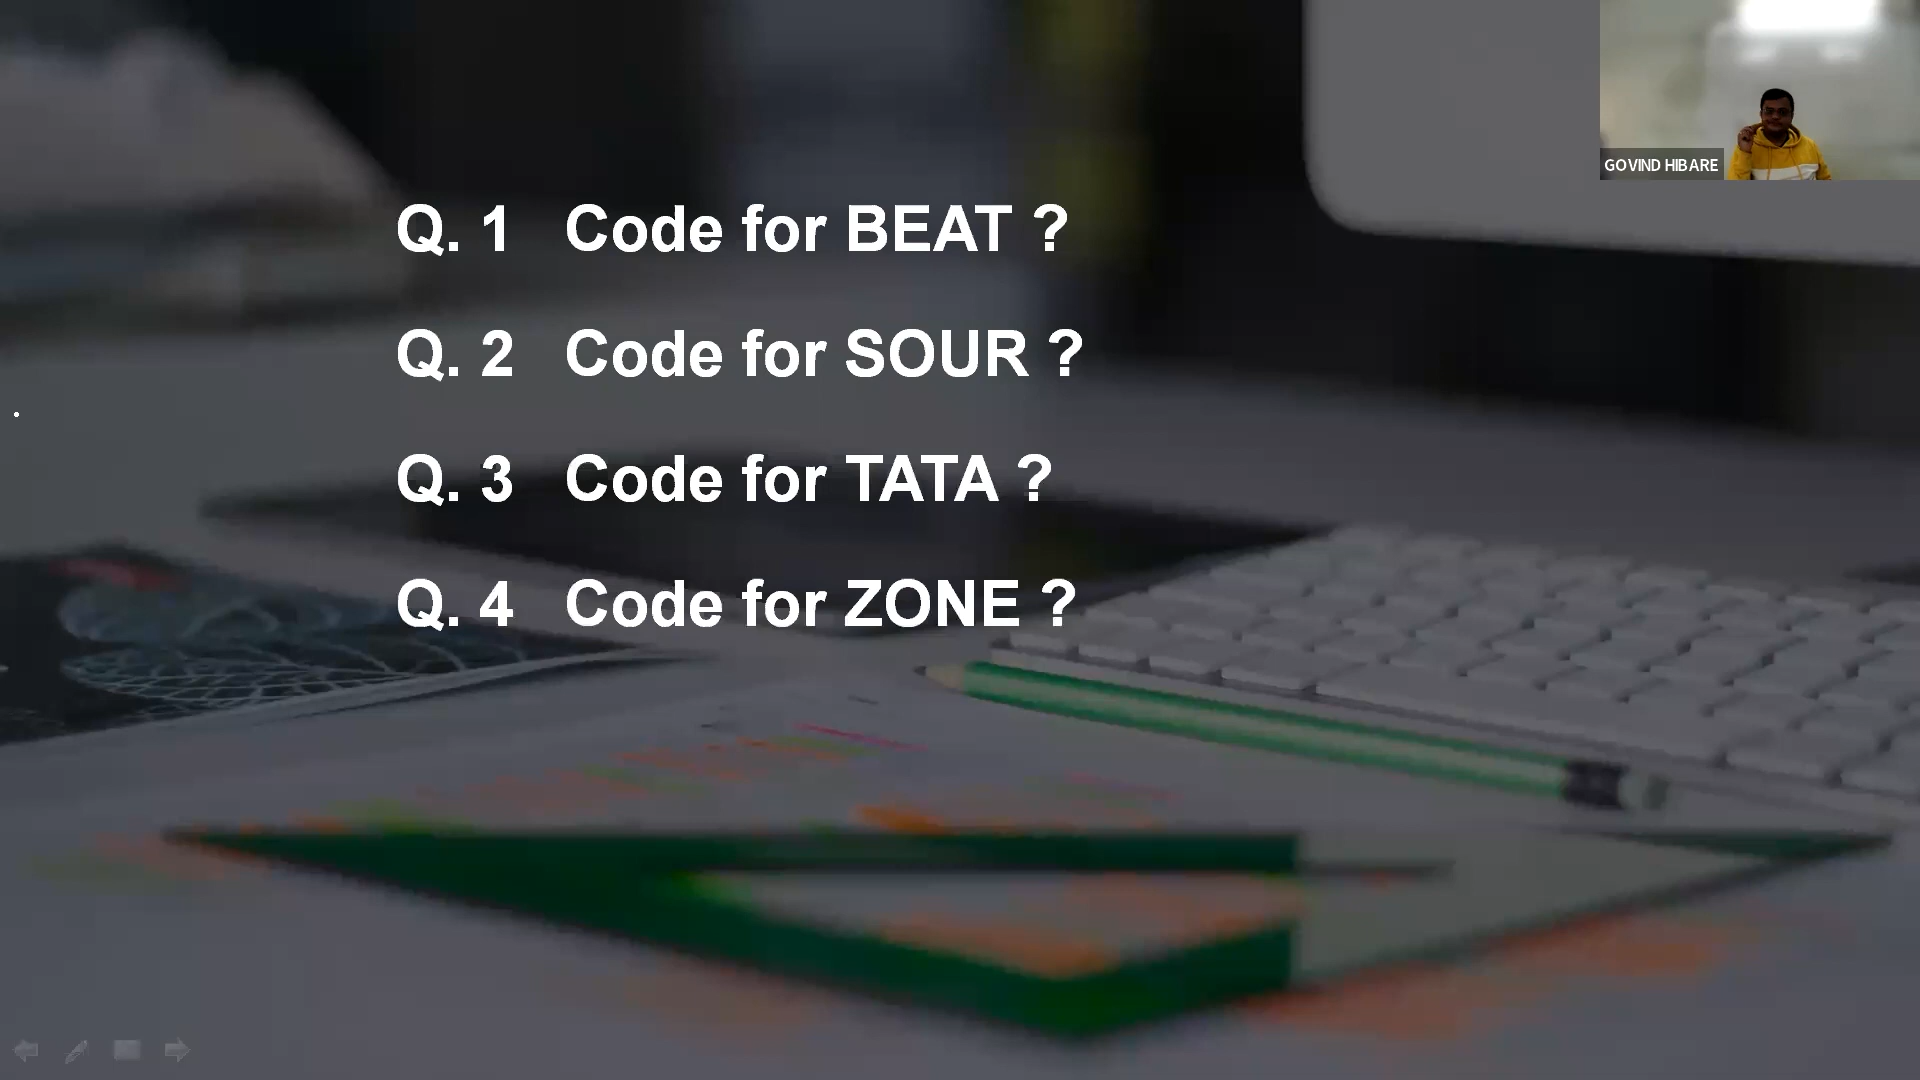 GOVIND HIBARE
Q. 1 Code for BEAT ?
Q. 2 Code for SOUR ?
Q. 3 Code for TATA ?
Q. 4 Code for ZONE ?